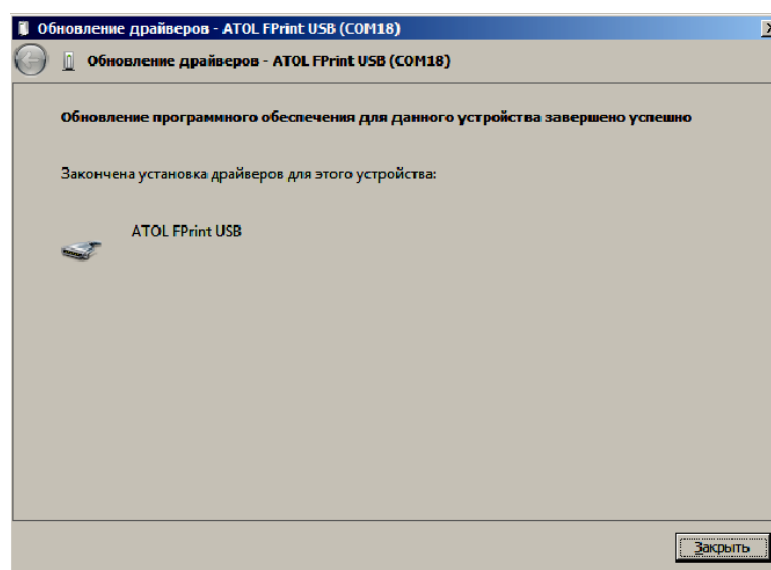 Обновление драйверов - ATOL FPrint USB (COM18)
Обновление драйверов - ATOL FPrint USB (COM18)
Обновление программного обеспечения для данного устройства завершено успешно
Закончена установка драйверов для этого устройства:
ATOL FPrint USB
Закрыть